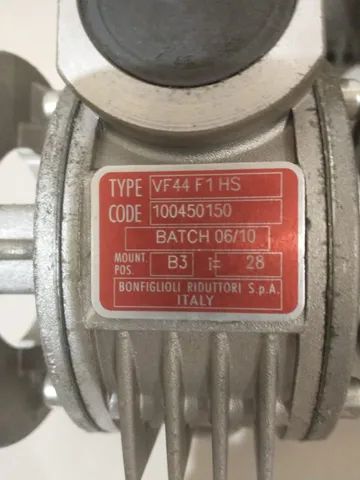 TYPE VF44 F1 HS
CODE 100450150
BATCH 06/10
MOUNT. POS. B3 i= 28
BONFIGLIOLI RIDUTTORI S.p.A.
ITALY